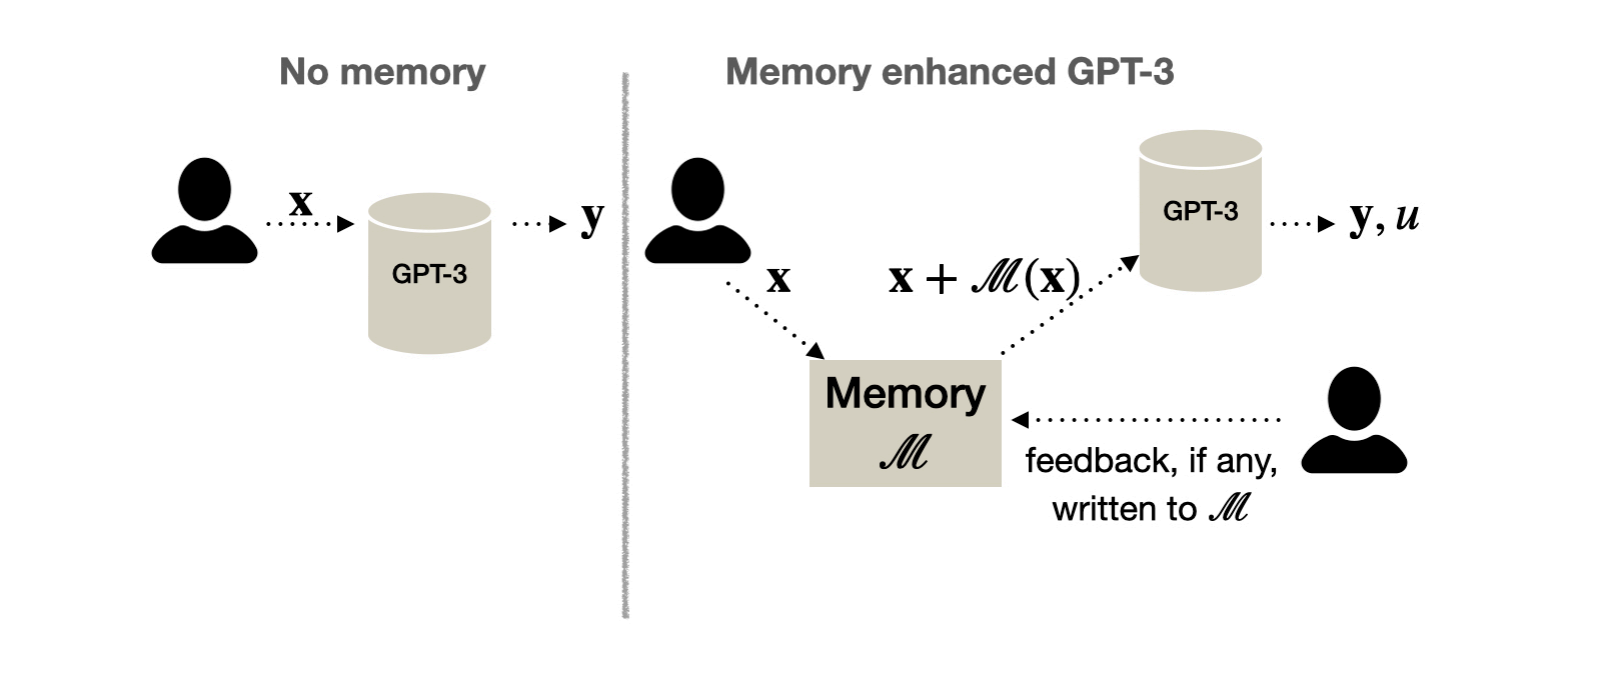 No memory
x
GPT-3
y
Memory enhanced GPT-3
x
x + ℳ(x)
GPT-3
y, u
Memory
ℳ
feedback, if any,
written to ℳ